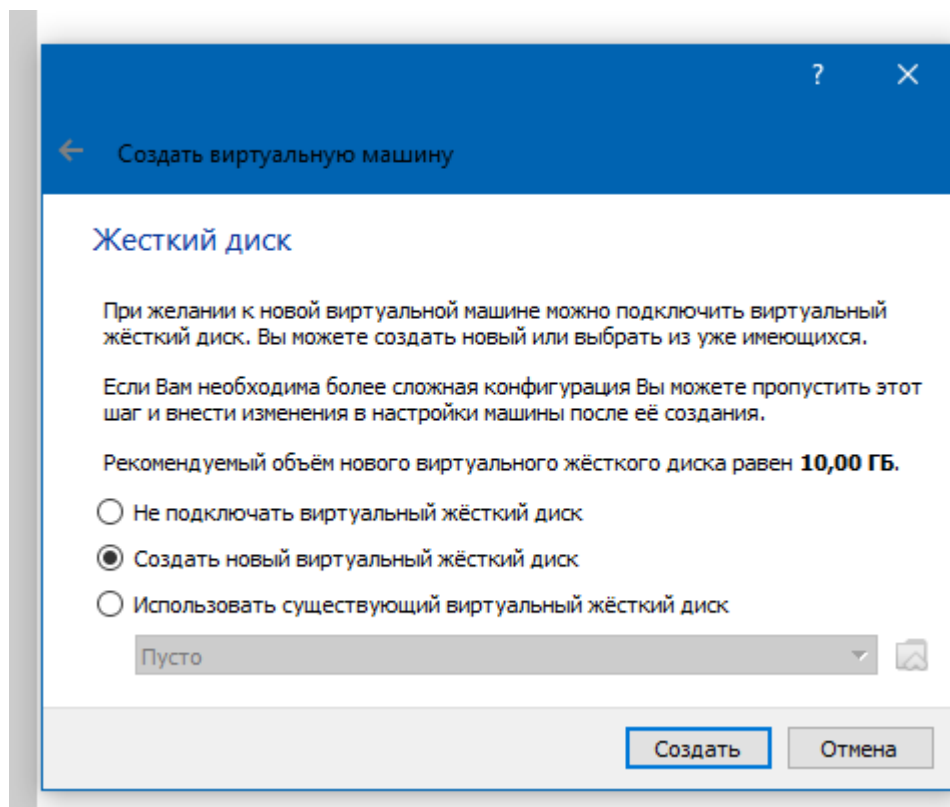 ?
Создать виртуальную машину
Жесткий диск
При желании к новой виртуальной машине можно подключить виртуальный
жёсткий диск. Вы можете создать новый или выбрать из уже имеющихся.
Если Вам необходима более сложная конфигурация Вы можете пропустить этот
шаг и внести изменения в настройки машины после её создания.
Рекомендуемый объём нового виртуального жёсткого диска равен 10,00 ГБ.
Не подключать виртуальный жёсткий диск
Создать новый виртуальный жёсткий диск
Использовать существующий виртуальный жёсткий диск
Пусто
Создать Отмена